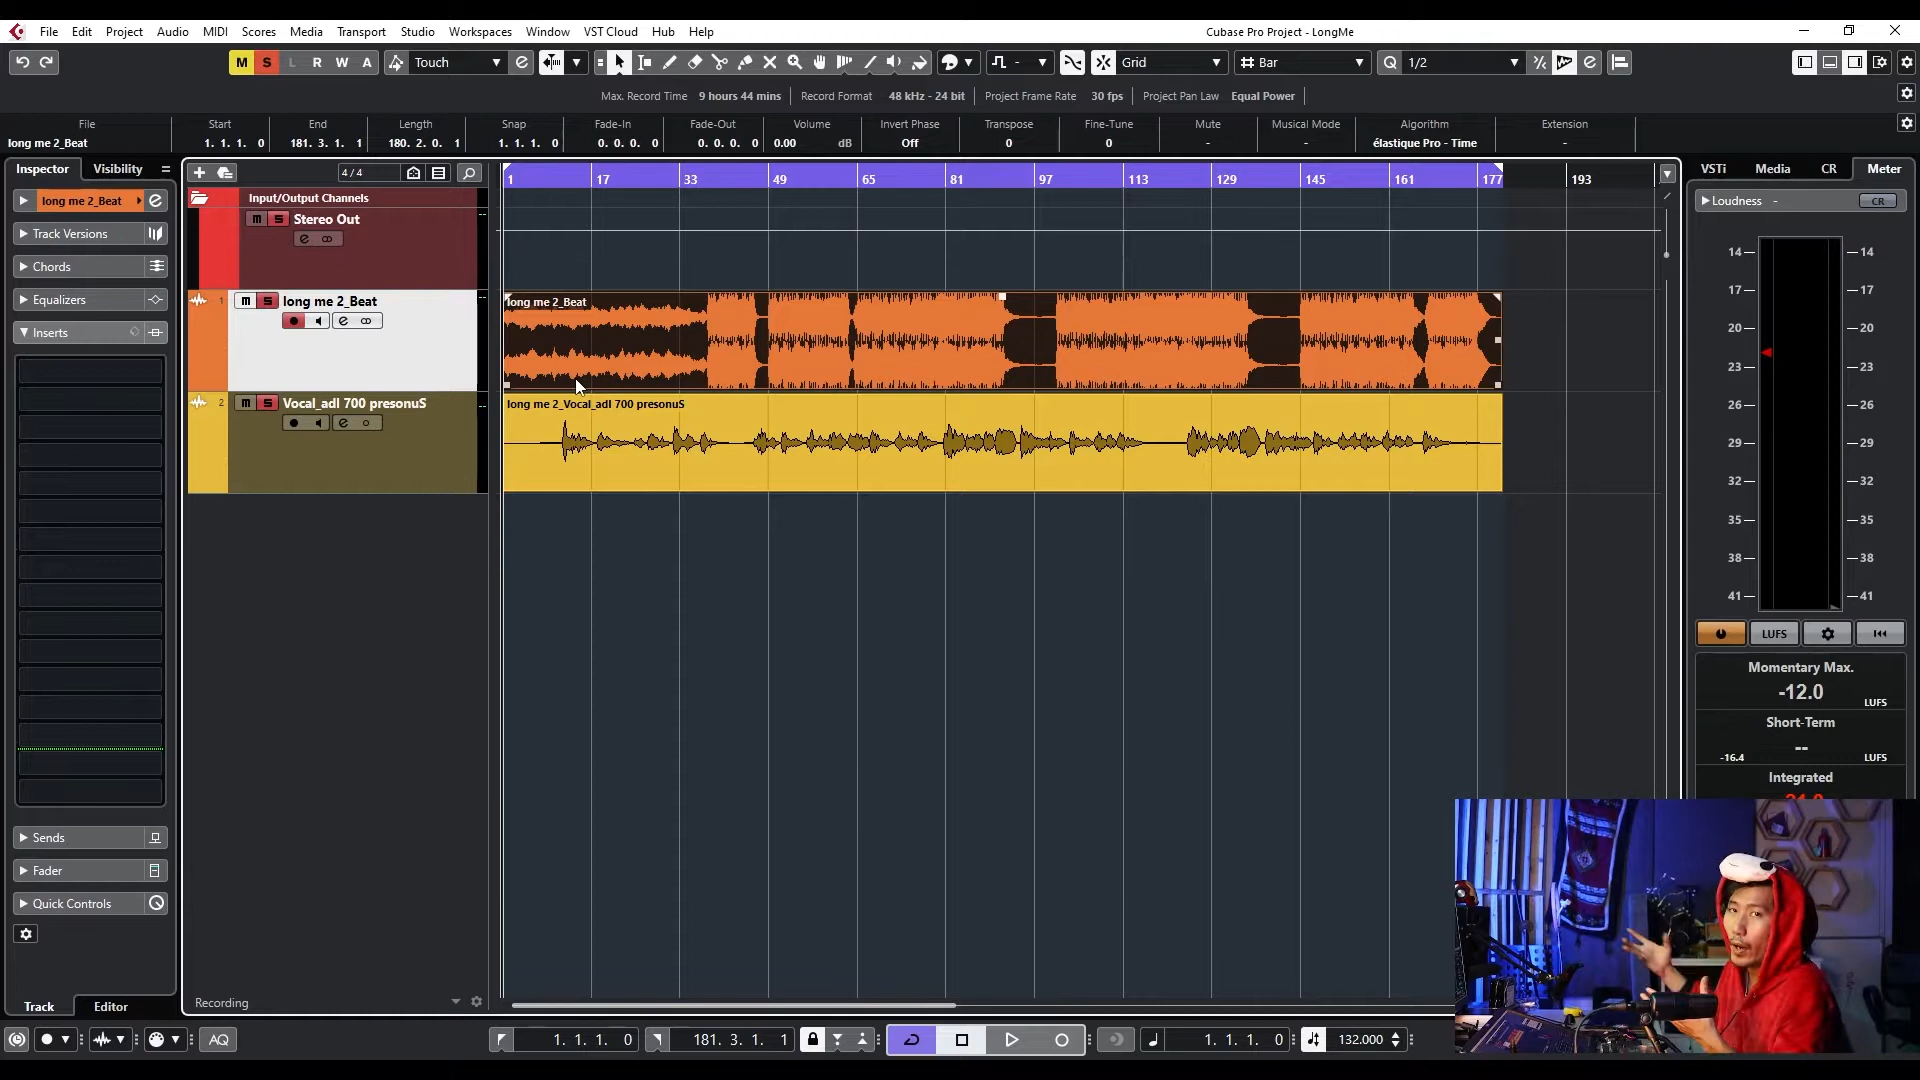 File Edit Project Audio MIDI Scores Media Transport Studio Workspaces Window VST Cloud Hub Help
Cubase Pro Project - LongMe
M S L R W A Touch Grid Bar Q 1/2
Max. Record Time 9 hours 44 mins Record Format 48 kHz - 24 bit Project Frame Rate 30 fps Project Pan Law Equal Power
File Start End Length Snap Fade-In Fade-Out Volume Invert Phase Transpose Fine-Tune Mute Musical Mode Algorithm Extension
long me 2_Beat 1. 1. 1. 0 181. 3. 1. 1 180. 2. 0. 1 1. 1. 1. 0 0. 0. 0. 0 0. 0. 0. 0 0.00 dB Off 0 0 - - élastique Pro - Time -
Inspector Visibility
long me 2_Beat
Track Versions
Chords
Equalizers
Inserts
Sends
Fader
Quick Controls
Track Editor
4 / 4
Input/Output Channels
m S Stereo Out
1 m S long me 2_Beat
2 m S Vocal_adl 700 presonuS
Recording
1 17 33 49 65 81 97 113 129 145 161 177 193
long me 2_Beat
long me 2_Vocal_adl 700 presonuS
VSTi Media CR Meter
Loudness - CR
14 14
17 17
20 20
23 23
26 26
29 29
32 32
35 35
38 38
41 41
LUFS
Momentary Max.
-12.0
LUFS
Short-Term
--
-16.4 LUFS
Integrated
AQ
1. 1. 1. 0 181. 3. 1. 1 1. 1. 1. 0 132.000